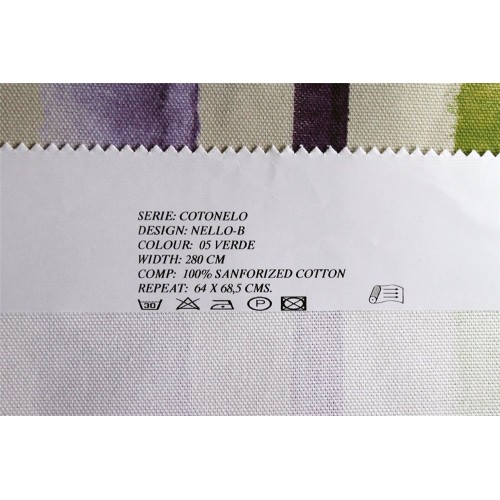 SERIE: COTONELO
DESIGN: NELLO-B
COLOUR: 05 VERDE
WIDTH: 280 CM
COMP: 100% SANFORIZED COTTON
REPEAT: 64 X 68,5 CMS.
30 P